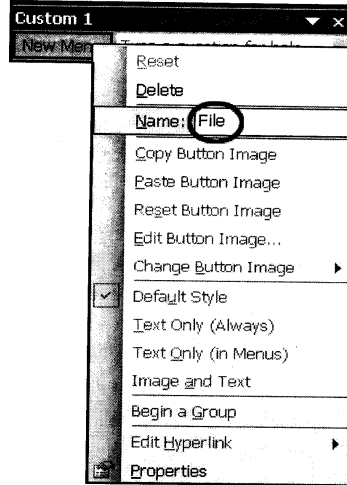 Custom 1
New Men
Reset
Delete
Name: File
Copy Button Image
Paste Button Image
Reset Button Image
Edit Button Image...
Change Button Image
Default Style
Text Only (Always)
Text Only (in Menus)
Image and Text
Begin a Group
Edit Hyperlink
Properties